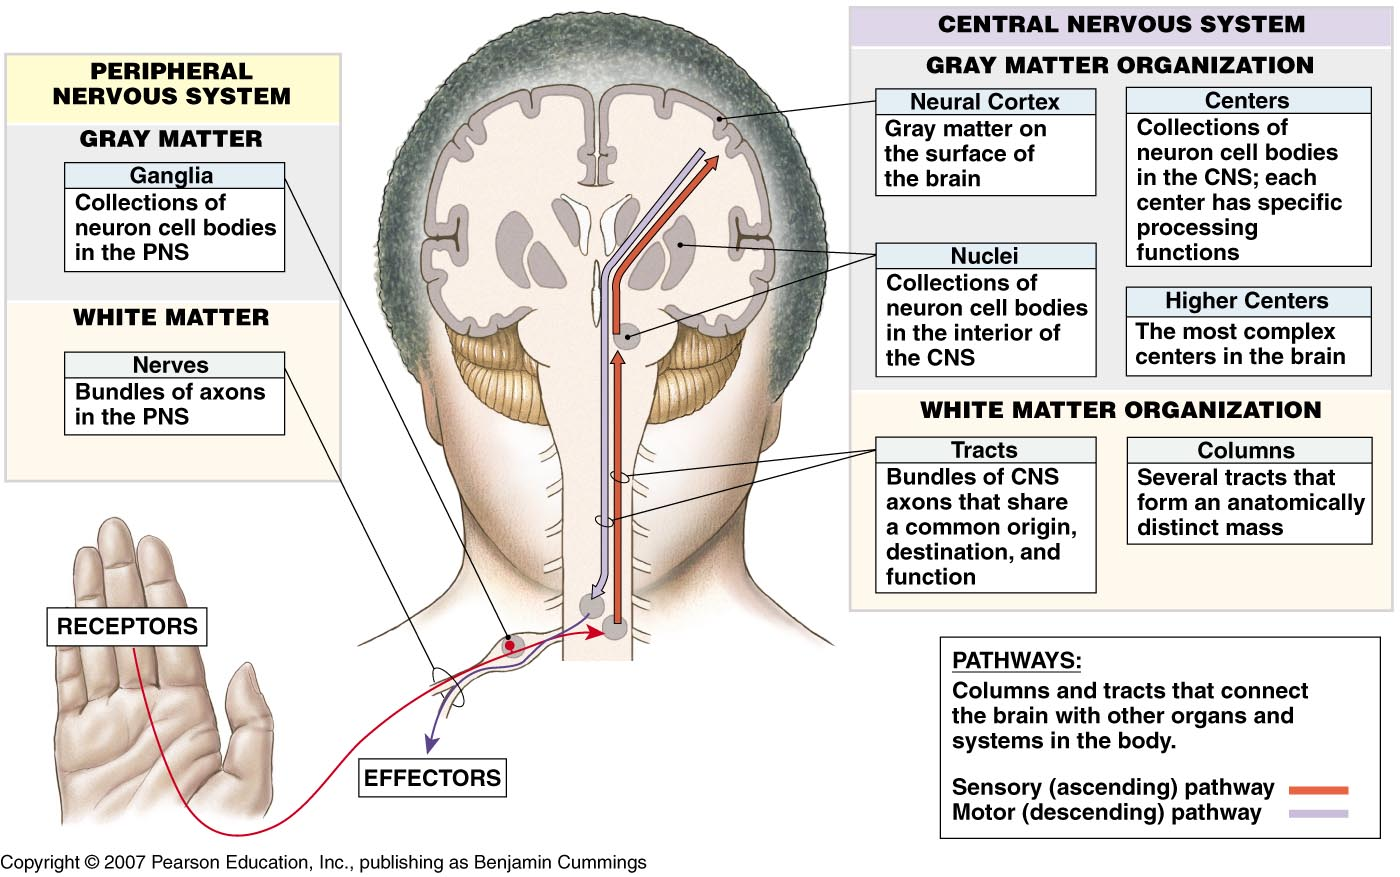 PERIPHERAL
NERVOUS SYSTEM
GRAY MATTER
Ganglia
Collections of
neuron cell bodies
in the PNS
WHITE MATTER
Nerves
Bundles of axons
in the PNS
RECEPTORS
EFFECTORS
CENTRAL NERVOUS SYSTEM
GRAY MATTER ORGANIZATION
Neural Cortex
Gray matter on
the surface of
the brain
Centers
Collections of
neuron cell bodies
in the CNS; each
center has specific
processing
functions
Nuclei
Collections of
neuron cell bodies
in the interior of
the CNS
Higher Centers
The most complex
centers in the brain
WHITE MATTER ORGANIZATION
Tracts
Bundles of CNS
axons that share
a common origin,
destination, and
function
Columns
Several tracts that
form an anatomically
distinct mass
PATHWAYS:
Columns and tracts that connect
the brain with other organs and
systems in the body.
Sensory (ascending) pathway
Motor (descending) pathway
Copyright © 2007 Pearson Education, Inc., publishing as Benjamin Cummings